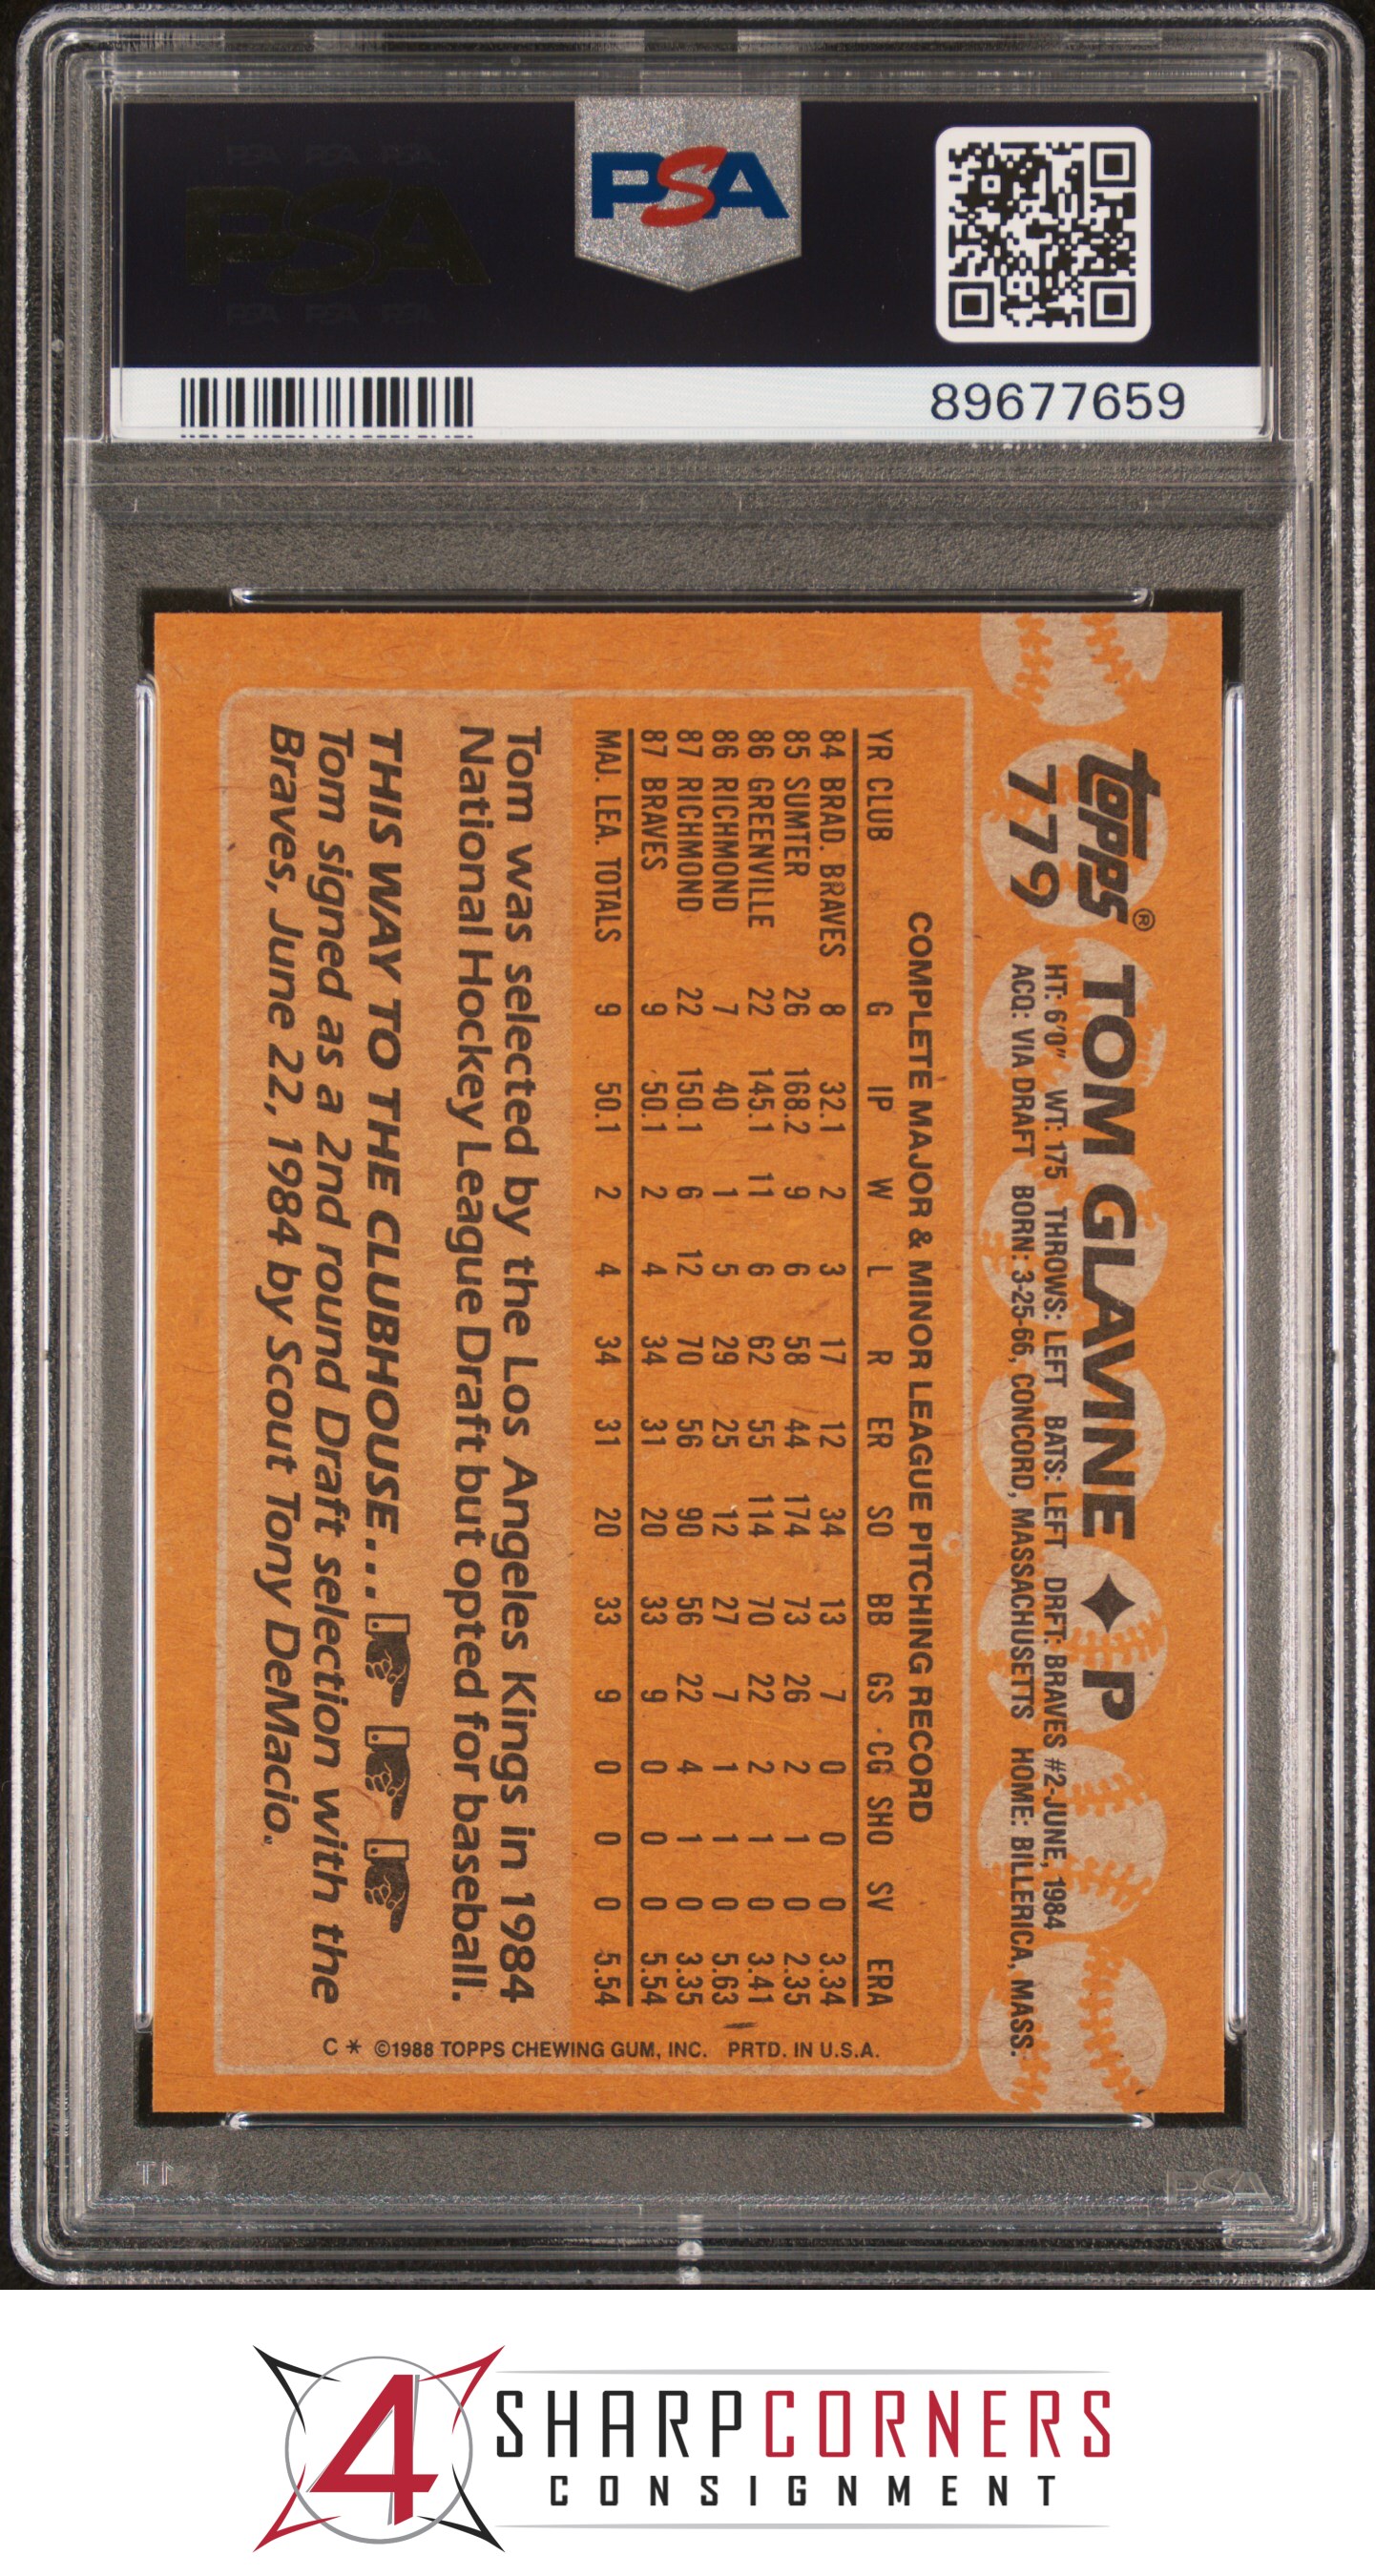 PSA PSA PSA
PSA
PSA PSA PSA
PSA
89677659
topps®
779
TOM GLAVINE ✦ P
HT: 6'0" WT: 175 THROWS: LEFT BATS: LEFT DRFT: BRAVES #2-JUNE, 1984
ACQ: VIA DRAFT BORN: 3-25-66, CONCORD, MASSACHUSETTS HOME: BILLERICA, MASS.
COMPLETE MAJOR & MINOR LEAGUE PITCHING RECORD
YR CLUB G IP W L R ER SO BB GS CG SHO SV ERA
84 BRAD. BRAVES 8 32.1 2 3 17 12 34 13 7 0 0 0 3.34
85 SUMTER 26 168.2 9 6 58 44 174 73 26 2 1 0 2.35
86 GREENVILLE 22 145.1 11 6 62 55 114 70 22 2 1 0 3.41
86 RICHMOND 7 40 1 5 29 25 12 27 7 1 1 0 5.63
87 RICHMOND 22 150.1 6 12 70 56 90 56 22 4 1 0 3.35
87 BRAVES 9 50.1 2 4 34 31 20 33 9 0 0 0 5.54
MAJ. LEA. TOTALS 9 50.1 2 4 34 31 20 33 9 0 0 0 5.54
Tom was selected by the Los Angeles Kings in 1984
National Hockey League Draft but opted for baseball.
THIS WAY TO THE CLUBHOUSE...
Tom signed as a 2nd round Draft selection with the
Braves, June 22, 1984 by Scout Tony DeMacio.
C * ©1988 TOPPS CHEWING GUM, INC. PRTD. IN U.S.A.
PSA
4
SHARPCORNERS
CONSIGNMENT